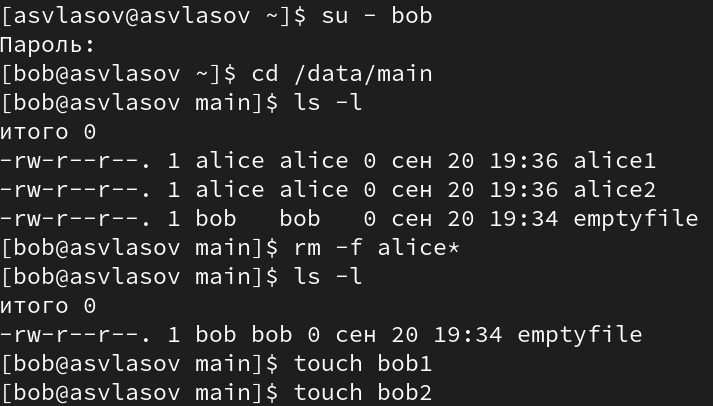 [asvlasov@asvlasov ~]$ su - bob
Пароль:
[bob@asvlasov ~]$ cd /data/main
[bob@asvlasov main]$ ls -l
итого 0
-rw-r--r--. 1 alice alice 0 сен 20 19:36 alice1
-rw-r--r--. 1 alice alice 0 сен 20 19:36 alice2
-rw-r--r--. 1 bob   bob   0 сен 20 19:34 emptyfile
[bob@asvlasov main]$ rm -f alice*
[bob@asvlasov main]$ ls -l
итого 0
-rw-r--r--. 1 bob bob 0 сен 20 19:34 emptyfile
[bob@asvlasov main]$ touch bob1
[bob@asvlasov main]$ touch bob2